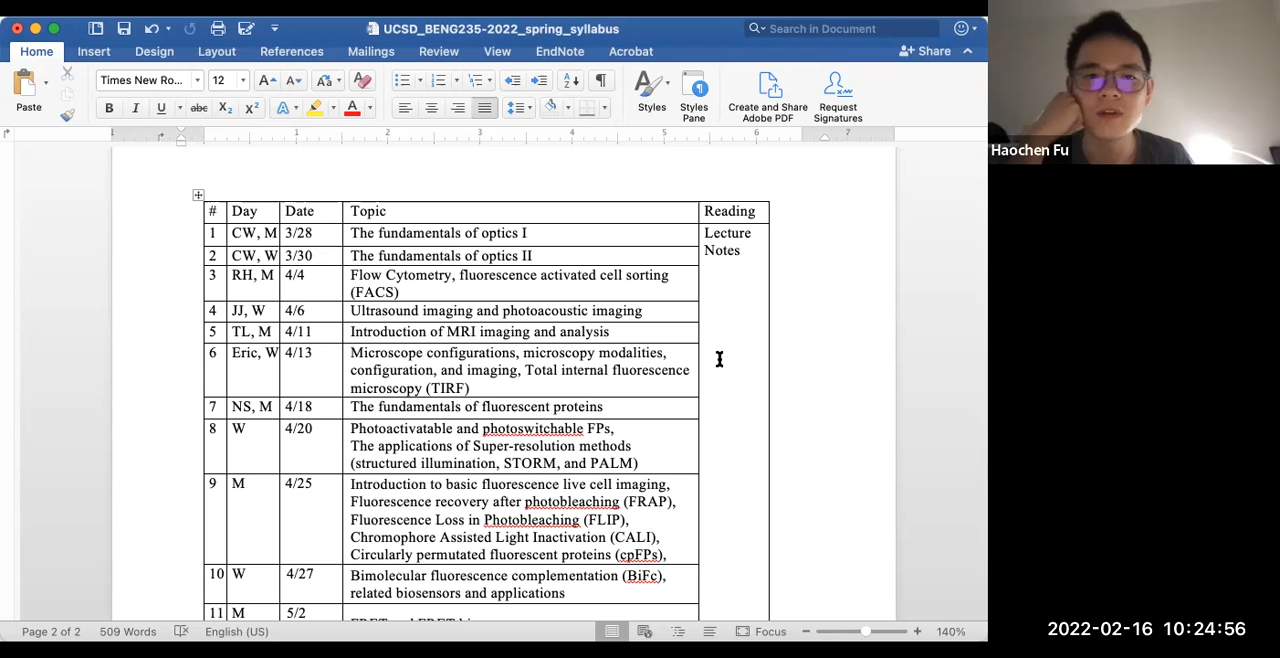 UCSD_BENG235-2022_spring_syllabus
Search in Document
Home Insert Design Layout References Mailings Review View EndNote Acrobat
Share
Times New Ro... 12
Paste
Styles
Styles Pane
Create and Share Adobe PDF
Request Signatures
1 1 2 3 4 5 6 7
# Day Date Topic Reading
1 CW, M 3/28 The fundamentals of optics I Lecture
Notes
2 CW, W 3/30 The fundamentals of optics II
3 RH, M 4/4 Flow Cytometry, fluorescence activated cell sorting
(FACS)
4 JJ, W 4/6 Ultrasound imaging and photoacoustic imaging
5 TL, M 4/11 Introduction of MRI imaging and analysis
6 Eric, W 4/13 Microscope configurations, microscopy modalities,
configuration, and imaging, Total internal fluorescence
microscopy (TIRF)
7 NS, M 4/18 The fundamentals of fluorescent proteins
8 W 4/20 Photoactivatable and photoswitchable FPs,
The applications of Super-resolution methods
(structured illumination, STORM, and PALM)
9 M 4/25 Introduction to basic fluorescence live cell imaging,
Fluorescence recovery after photobleaching (FRAP),
Fluorescence Loss in Photobleaching (FLIP),
Chromophore Assisted Light Inactivation (CALI),
Circularly permutated fluorescent proteins (cpFPs),
10 W 4/27 Bimolecular fluorescence complementation (BiFc),
related biosensors and applications
11 M 5/2
Page 2 of 2 509 Words English (US) Focus 140%
Haochen Fu
2022-02-16 10:24:56